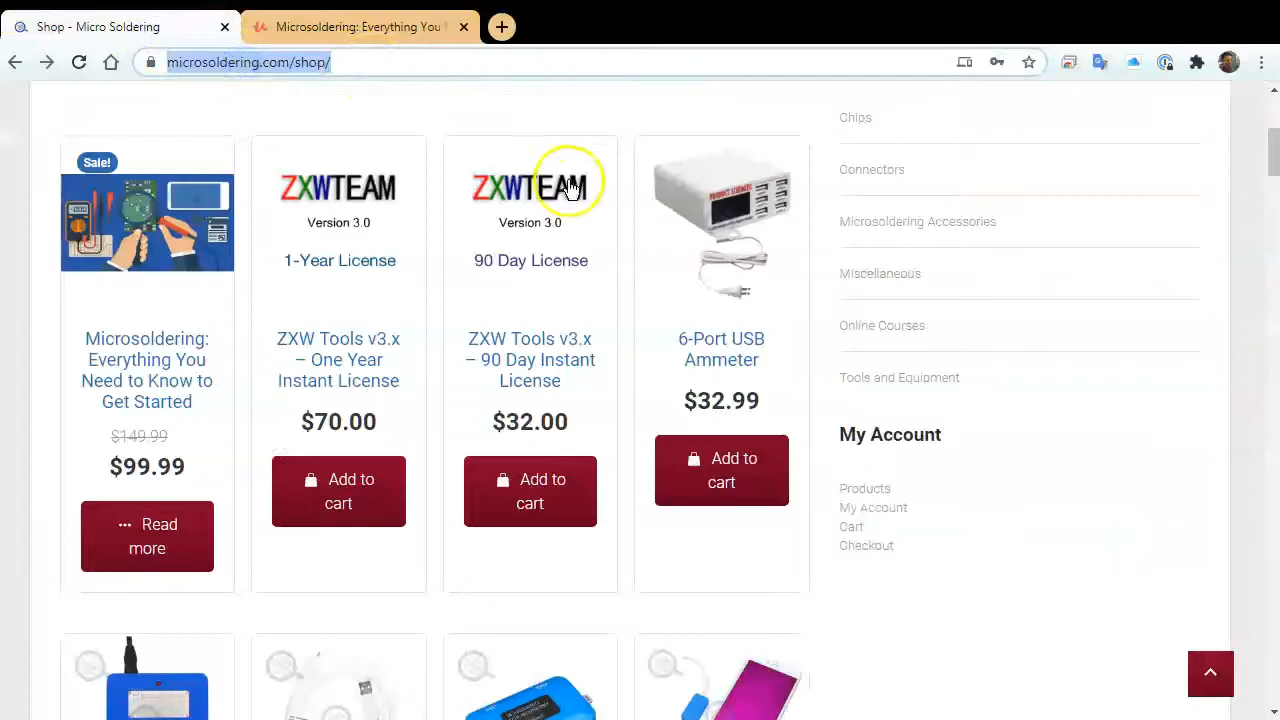 Shop - Micro Soldering
Microsoldering: Everything You
microsoldering.com/shop/
Sale!
ZXWTEAM
Version 3.0
1-Year License
ZXWTEAM
Version 3.0
90 Day License
Microsoldering:
Everything You
Need to Know to
Get Started
$149.99
$99.99
Read
more
ZXW Tools v3.x
– One Year
Instant License
$70.00
Add to
cart
ZXW Tools v3.x
– 90 Day Instant
License
$32.00
Add to
cart
6-Port USB
Ammeter
$32.99
Add to
cart
Chips
Connectors
Microsoldering Accessories
Miscellaneous
Online Courses
Tools and Equipment
My Account
Products
My Account
Cart
Checkout